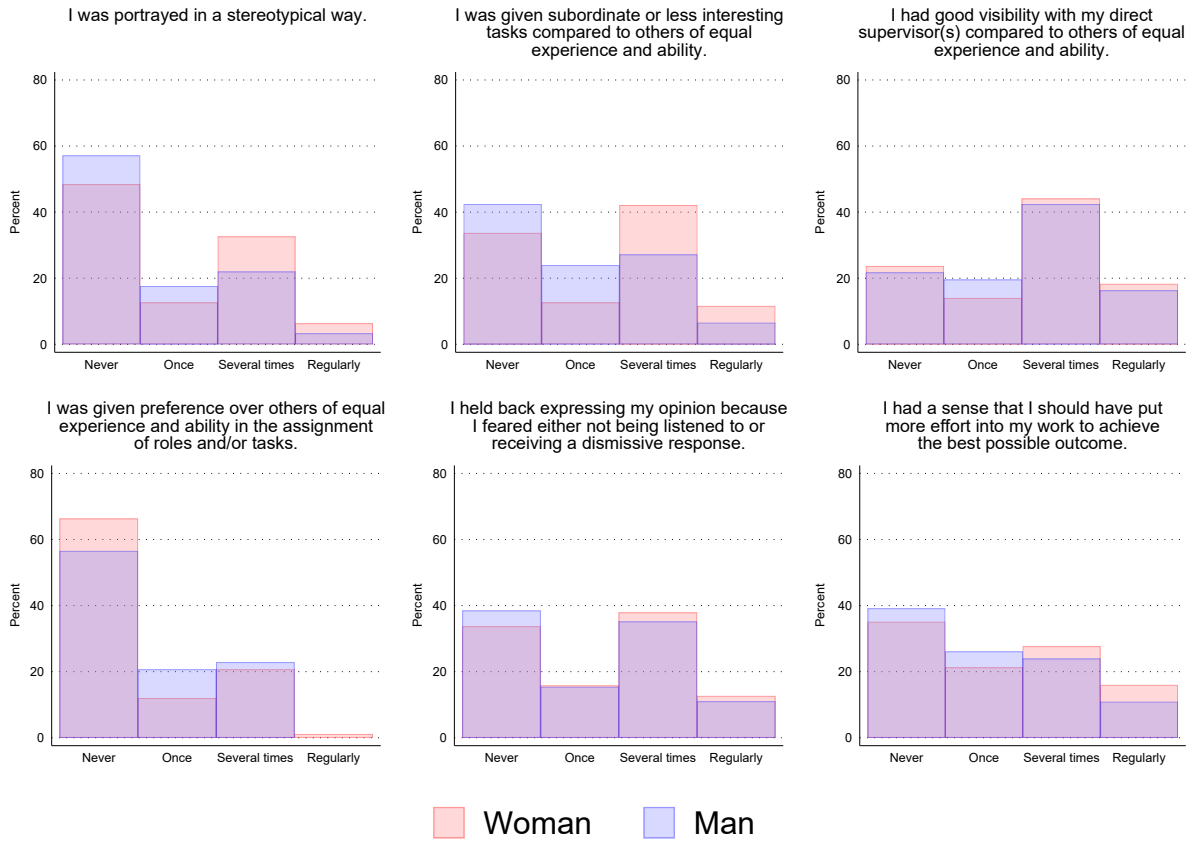 I was portrayed in a stereotypical way.
80
60
40
20
0
Percent
Never Once Several times Regularly
I was given subordinate or less interesting
tasks compared to others of equal
experience and ability.
80
60
40
20
0
Percent
Never Once Several times Regularly
I had good visibility with my direct
supervisor(s) compared to others of equal
experience and ability.
80
60
40
20
0
Percent
Never Once Several times Regularly
I was given preference over others of equal
experience and ability in the assignment
of roles and/or tasks.
80
60
40
20
0
Percent
Never Once Several times Regularly
I held back expressing my opinion because
I feared either not being listened to or
receiving a dismissive response.
80
60
40
20
0
Percent
Never Once Several times Regularly
I had a sense that I should have put
more effort into my work to achieve
the best possible outcome.
80
60
40
20
0
Percent
Never Once Several times Regularly
Woman Man